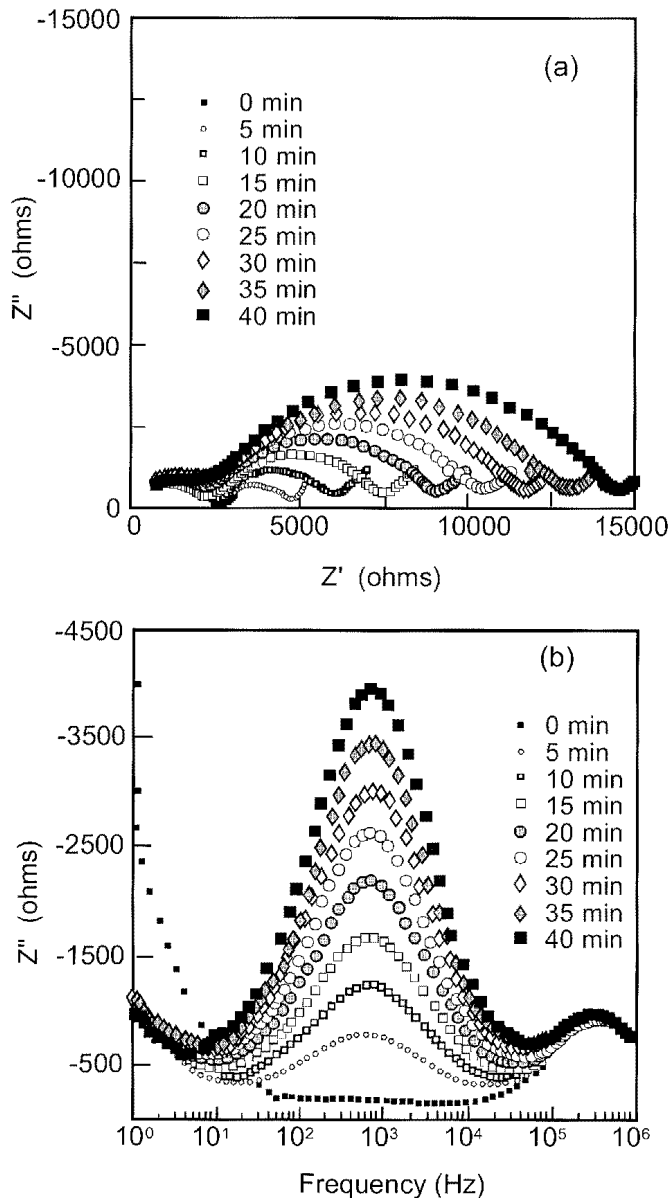 -15000
(a)
0 min
5 min
10 min
15 min
20 min
25 min
30 min
35 min
40 min
-10000
-5000
0
Z" (ohms)
0 5000 10000 15000
Z' (ohms)
-4500
(b)
0 min
5 min
10 min
15 min
20 min
25 min
30 min
35 min
40 min
-3500
-2500
-1500
-500
Z" (ohms)
10⁰ 10¹ 10² 10³ 10⁴ 10⁵ 10⁶
Frequency (Hz)